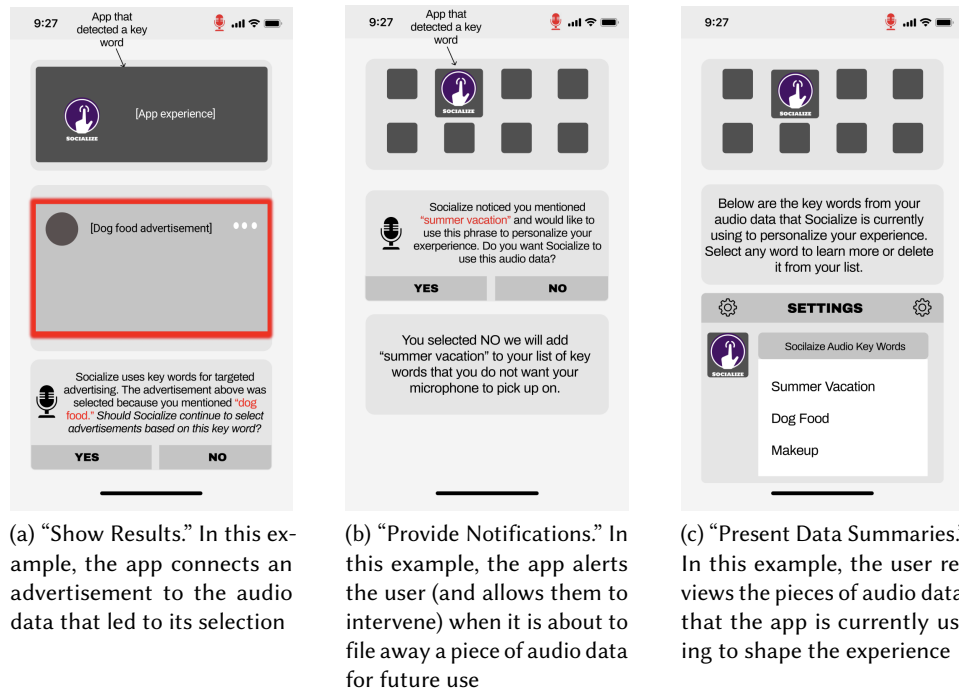 9:27
App that
detected a key
word
SOCIALIZE
[App experience]
[Dog food advertisement]
Socialize uses key words for targeted
advertising. The advertisement above was
selected because you mentioned “dog
food.” Should Socialize continue to select
advertisements based on this key word?
YES
NO
(a) “Show Results.” In this ex-
ample, the app connects an
advertisement to the audio
data that led to its selection
9:27
App that
detected a key
word
SOCIALIZE
Socialize noticed you mentioned
“summer vacation” and would like to
use this phrase to personalize your
exerperience. Do you want Socialize to
use this audio data?
YES
NO
You selected NO we will add
“summer vacation” to your list of key
words that you do not want your
microphone to pick up on.
(b) “Provide Notifications.” In
this example, the app alerts
the user (and allows them to
intervene) when it is about to
file away a piece of audio data
for future use
9:27
SOCIALIZE
Below are the key words from your
audio data that Socialize is currently
using to personalize your experience.
Select any word to learn more or delete
it from your list.
SETTINGS
SOCIALIZE
Socilaize Audio Key Words
Summer Vacation
Dog Food
Makeup
(c) “Present Data Summaries.”
In this example, the user re
views the pieces of audio data
that the app is currently us
ing to shape the experience